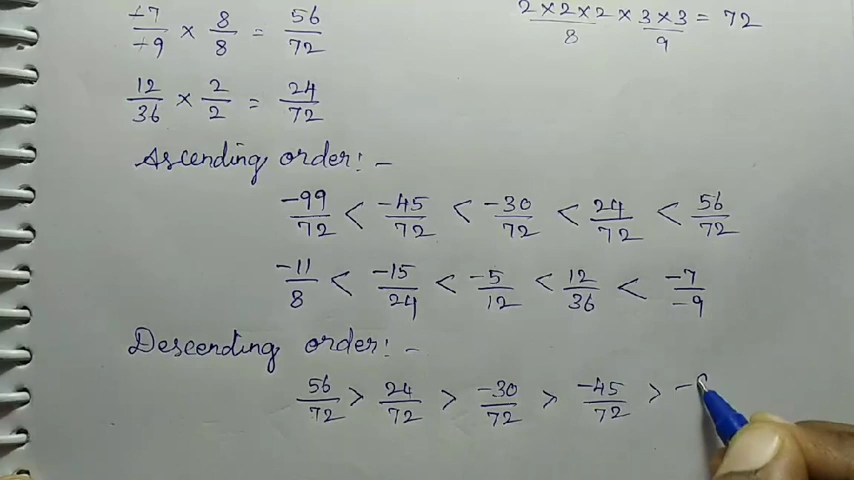 -7/-9 × 8/8 = 56/72
2×2×2/8 × 3×3/9 = 72
12/36 × 2/2 = 24/72
Ascending order:-
-99/72 < -45/72 < -30/72 < 24/72 < 56/72
-11/8 < -15/24 < -5/12 < 12/36 < -7/-9
Descending order:-
56/72 > 24/72 > -30/72 > -45/72 > -